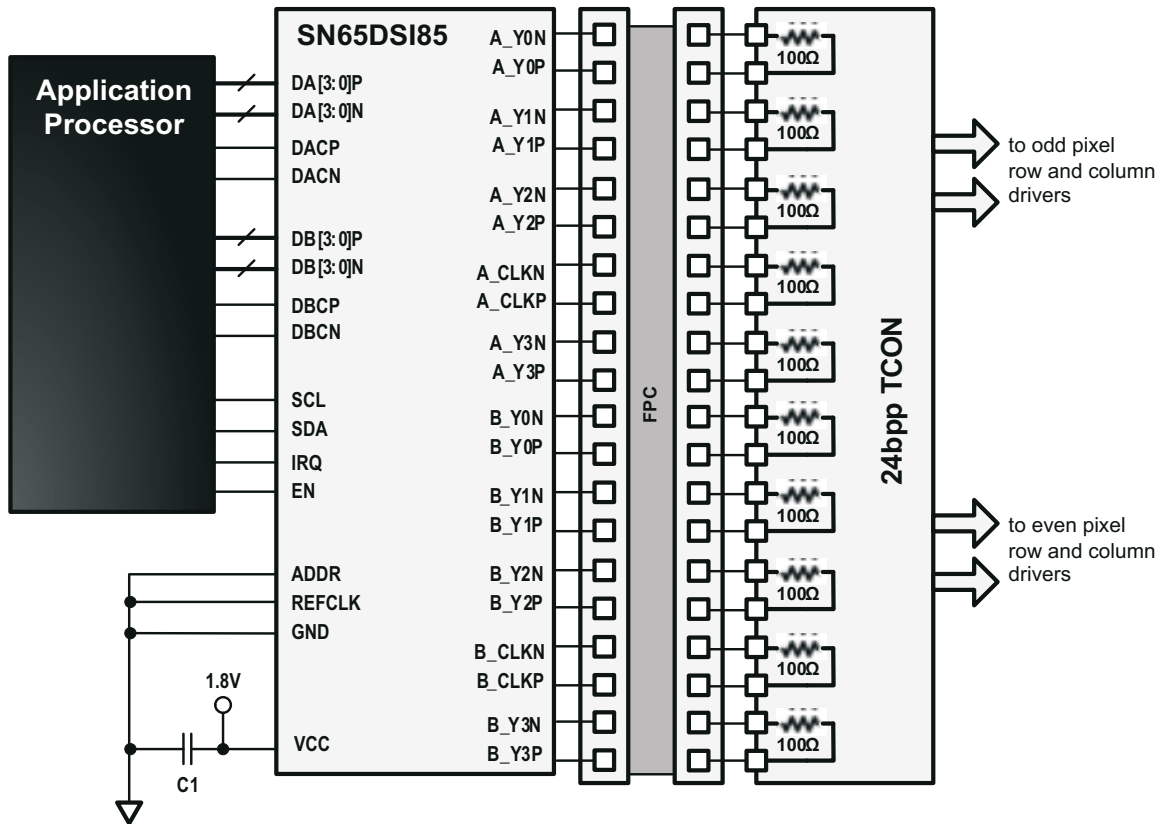 SN65DSI85
Application
Processor
DA[3:0]P
DA[3:0]N
DACP
DACN
DB[3:0]P
DB[3:0]N
DBCP
DBCN
SCL
SDA
IRQ
EN
ADDR
REFCLK
GND
1.8V
VCC
C1
A_Y0N
A_Y0P
A_Y1N
A_Y1P
A_Y2N
A_Y2P
A_CLKN
A_CLKP
A_Y3N
A_Y3P
B_Y0N
B_Y0P
B_Y1N
B_Y1P
B_Y2N
B_Y2P
B_CLKN
B_CLKP
B_Y3N
B_Y3P
FPC
100Ω
100Ω
100Ω
100Ω
100Ω
100Ω
100Ω
100Ω
100Ω
100Ω
24bpp TCON
to odd pixel
row and column
drivers
to even pixel
row and column
drivers